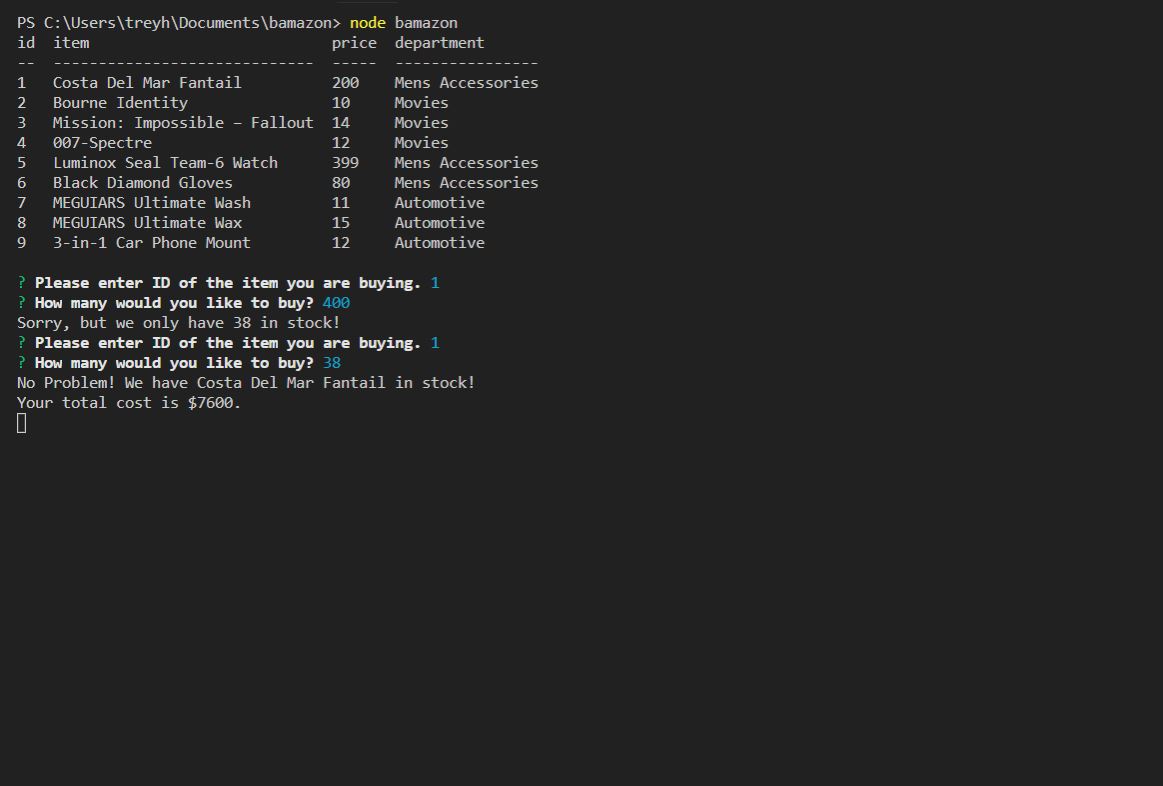 PS C:\Users\treyh\Documents\bamazon> node bamazon
id  item                           price  department
--  -----------------------------  -----  ----------------
1   Costa Del Mar Fantail          200    Mens Accessories
2   Bourne Identity                10     Movies
3   Mission: Impossible – Fallout  14     Movies
4   007-Spectre                    12     Movies
5   Luminox Seal Team-6 Watch      399    Mens Accessories
6   Black Diamond Gloves           80     Mens Accessories
7   MEGUIARS Ultimate Wash         11     Automotive
8   MEGUIARS Ultimate Wax          15     Automotive
9   3-in-1 Car Phone Mount         12     Automotive
? Please enter ID of the item you are buying. 1
? How many would you like to buy? 400
Sorry, but we only have 38 in stock!
? Please enter ID of the item you are buying. 1
? How many would you like to buy? 38
No Problem! We have Costa Del Mar Fantail in stock!
Your total cost is $7600.